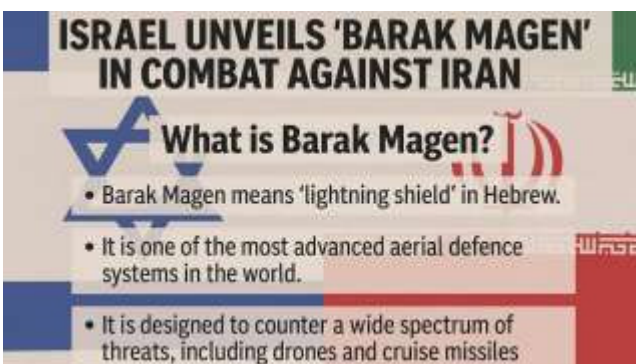 ISRAEL UNVEILS ‘BARAK MAGEN’
IN COMBAT AGAINST IRAN
What is Barak Magen?
• Barak Magen means ‘lightning shield’ in Hebrew.
• It is one of the most advanced aerial defence
systems in the world.
• It is designed to counter a wide spectrum of
threats, including drones and cruise missiles